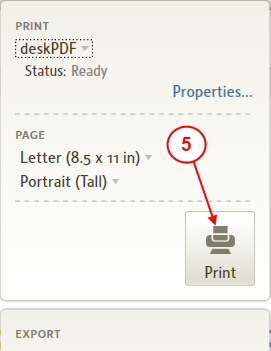 PRINT
deskPDF
Status: Ready
Properties...
PAGE
Letter (8.5 x 11 in)
5
Portrait (Tall)
Print
EXPORT